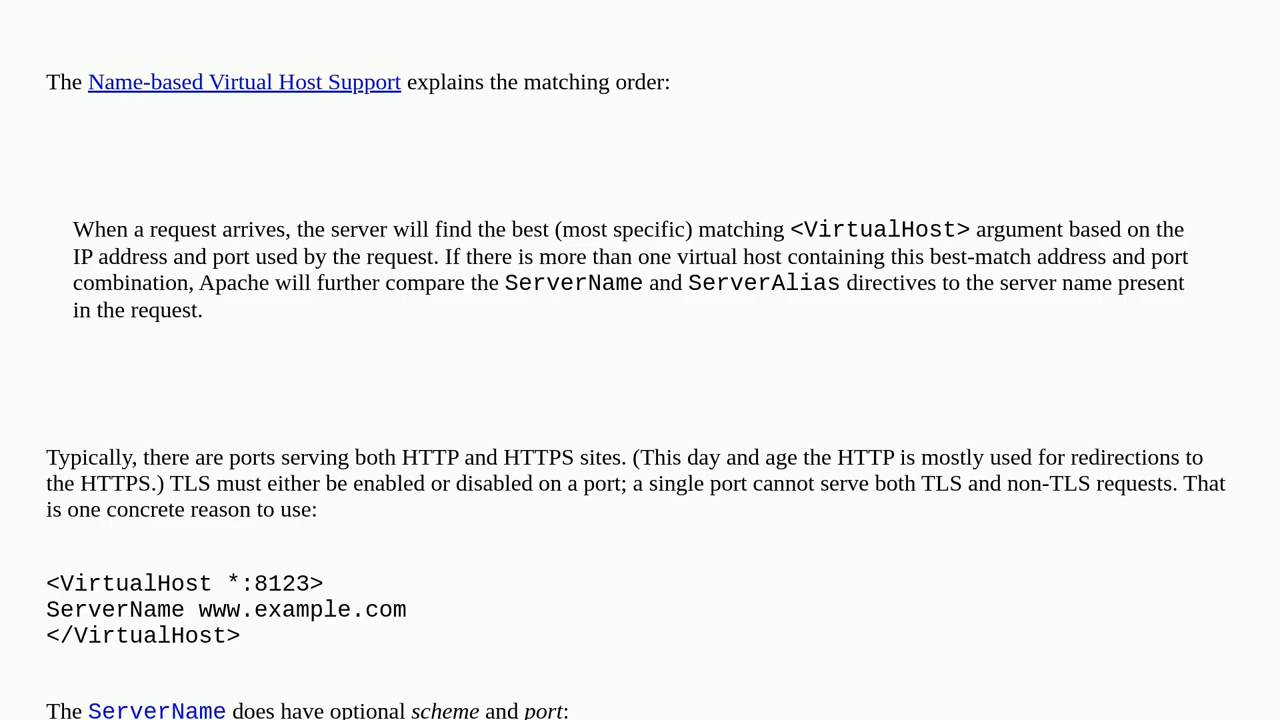 The Name-based Virtual Host Support explains the matching order:
When a request arrives, the server will find the best (most specific) matching <VirtualHost> argument based on the
IP address and port used by the request. If there is more than one virtual host containing this best-match address and port
combination, Apache will further compare the ServerName and ServerAlias directives to the server name present
in the request.
Typically, there are ports serving both HTTP and HTTPS sites. (This day and age the HTTP is mostly used for redirections to
the HTTPS.) TLS must either be enabled or disabled on a port; a single port cannot serve both TLS and non-TLS requests. That
is one concrete reason to use:
<VirtualHost *:8123>
ServerName www.example.com
</VirtualHost>
The ServerName does have optional scheme and port: